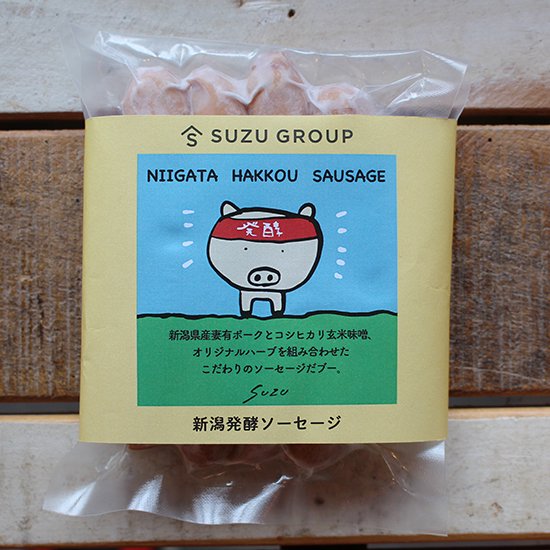 SUZU GROUP
NIIGATA HAKKOU SAUSAGE
発酵
新潟県産妻有ポークとコシヒカリ玄米味噌、
オリジナルハーブを組み合わせた
こだわりのソーセージだブー。
SUZU
新潟発酵ソーセージ